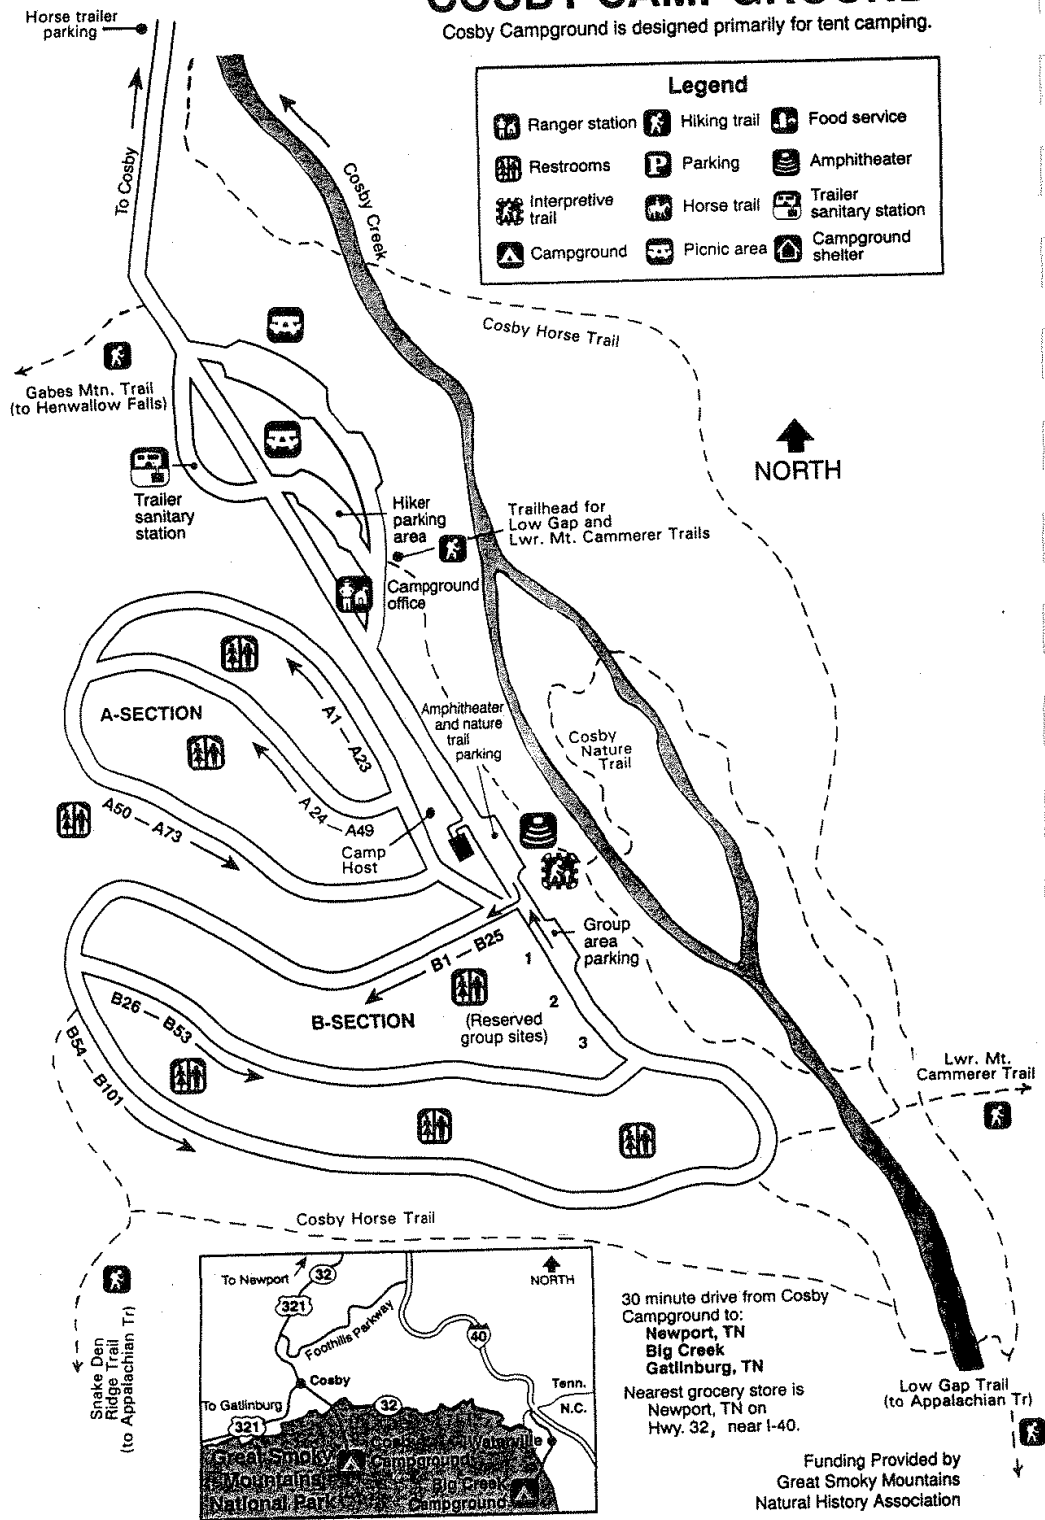 COSBY CAMPGROUND
Cosby Campground is designed primarily for tent camping.
Horse trailer
parking
Legend
Ranger station
Hiking trail
Food service
Restrooms
P
Parking
Amphitheater
Interpretive
trail
Horse trail
Trailer
sanitary station
Campground
Picnic area
Campground
shelter
To Cosby
Cosby Creek
Cosby Horse Trail
Gabes Mtn. Trail
(to Henwallow Falls)
NORTH
Trailer
sanitary
station
Hiker
parking
area
Trailhead for
Low Gap and
Lwr. Mt. Cammerer Trails
Campground
office
A-SECTION
A1 — A23
Amphitheater
and nature
trail
parking
Cosby
Nature
Trail
A24 — A49
A50 — A73
Camp
Host
Group
area
parking
B1 — B25
1
2
3
B-SECTION
(Reserved
group sites)
B26 — B53
B54 — B101
Lwr. Mt.
Cammerer Trail
Cosby Horse Trail
Snake Den
Ridge Trail
(to Appalachian Tr)
To Newport
32
NORTH
321
Foothills Parkway
40
Cosby
Tenn.
N.C.
To Gatlinburg
32
321
Waterville
Great Smoky
Mountains
National Park
Campground
Big Creek
Campground
30 minute drive from Cosby
Campground to:
Newport, TN
Big Creek
Gatlinburg, TN
Nearest grocery store is
Newport, TN on
Hwy. 32, near I-40.
Low Gap Trail
(to Appalachian Tr)
Funding Provided by
Great Smoky Mountains
Natural History Association